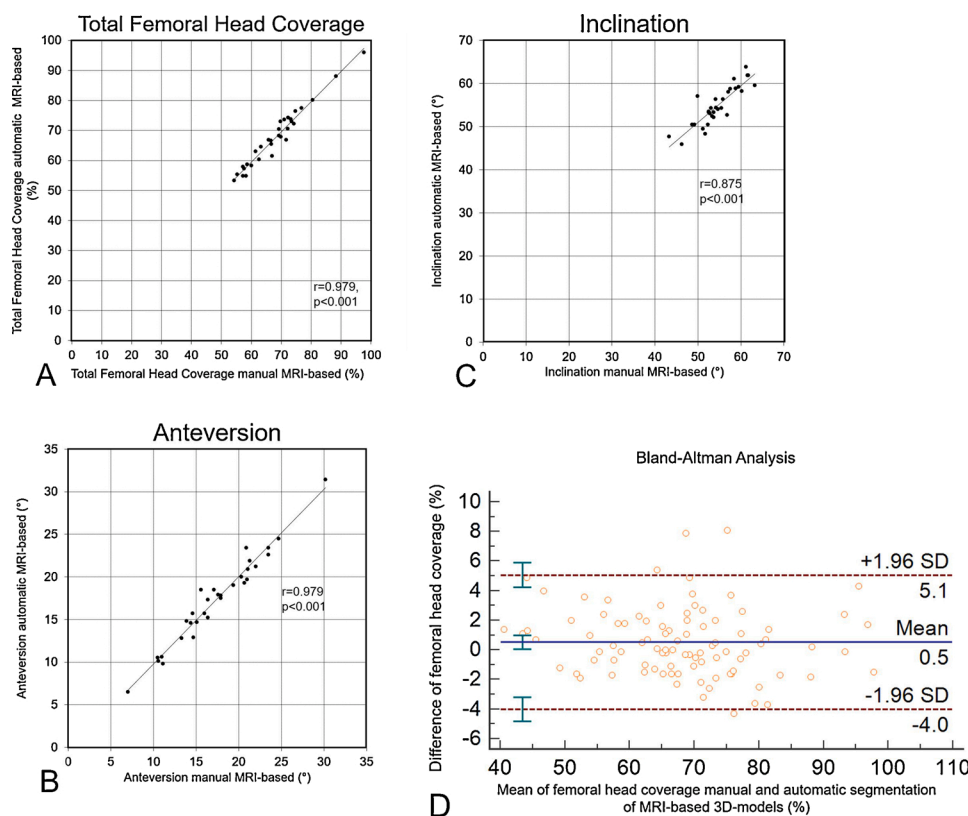 Total Femoral Head Coverage
Total Femoral Head Coverage automatic MRI-based
(%)
100
90
80
70
60
50
40
30
20
10
0
r=0.979,
p<0.001
0 10 20 30 40 50 60 70 80 90 100
Total Femoral Head Coverage manual MRI-based (%)
A
Inclination
Inclination automatic MRI-based (°)
70
60
50
40
30
20
10
0
r=0.875
p<0.001
0 10 20 30 40 50 60 70
Inclination manual MRI-based (°)
C
Anteversion
Anteversion automatic MRI-based (°)
35
30
25
20
15
10
5
0
r=0.979
p<0.001
0 5 10 15 20 25 30 35
Anteversion manual MRI-based (°)
B
Bland-Altman Analysis
Difference of femoral head coverage (%)
10
8
6
4
2
0
-2
-4
-6
+1.96 SD
5.1
Mean
0.5
-1.96 SD
-4.0
40 50 60 70 80 90 100 110
Mean of femoral head coverage manual and automatic segmentation
of MRI-based 3D-models (%)
D